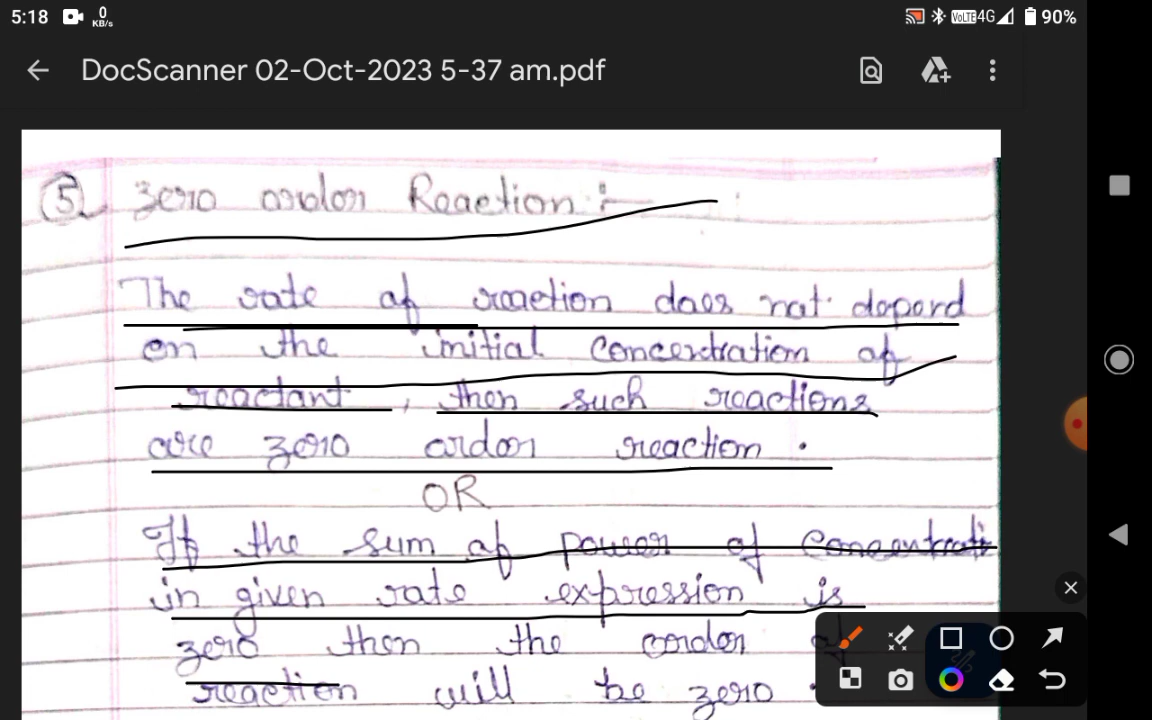 5:18 0 KB/s VoLTE 4G 90%
DocScanner 02-Oct-2023 5-37 am.pdf
5 zero order Reaction :-
The rate of reaction does not depend
on the initial Concentration of
reactant, then such reactions
are zero order reaction.
OR
If the sum of power of Concentrati
in given rate expression is
zero then the order of
reaction will be zero.